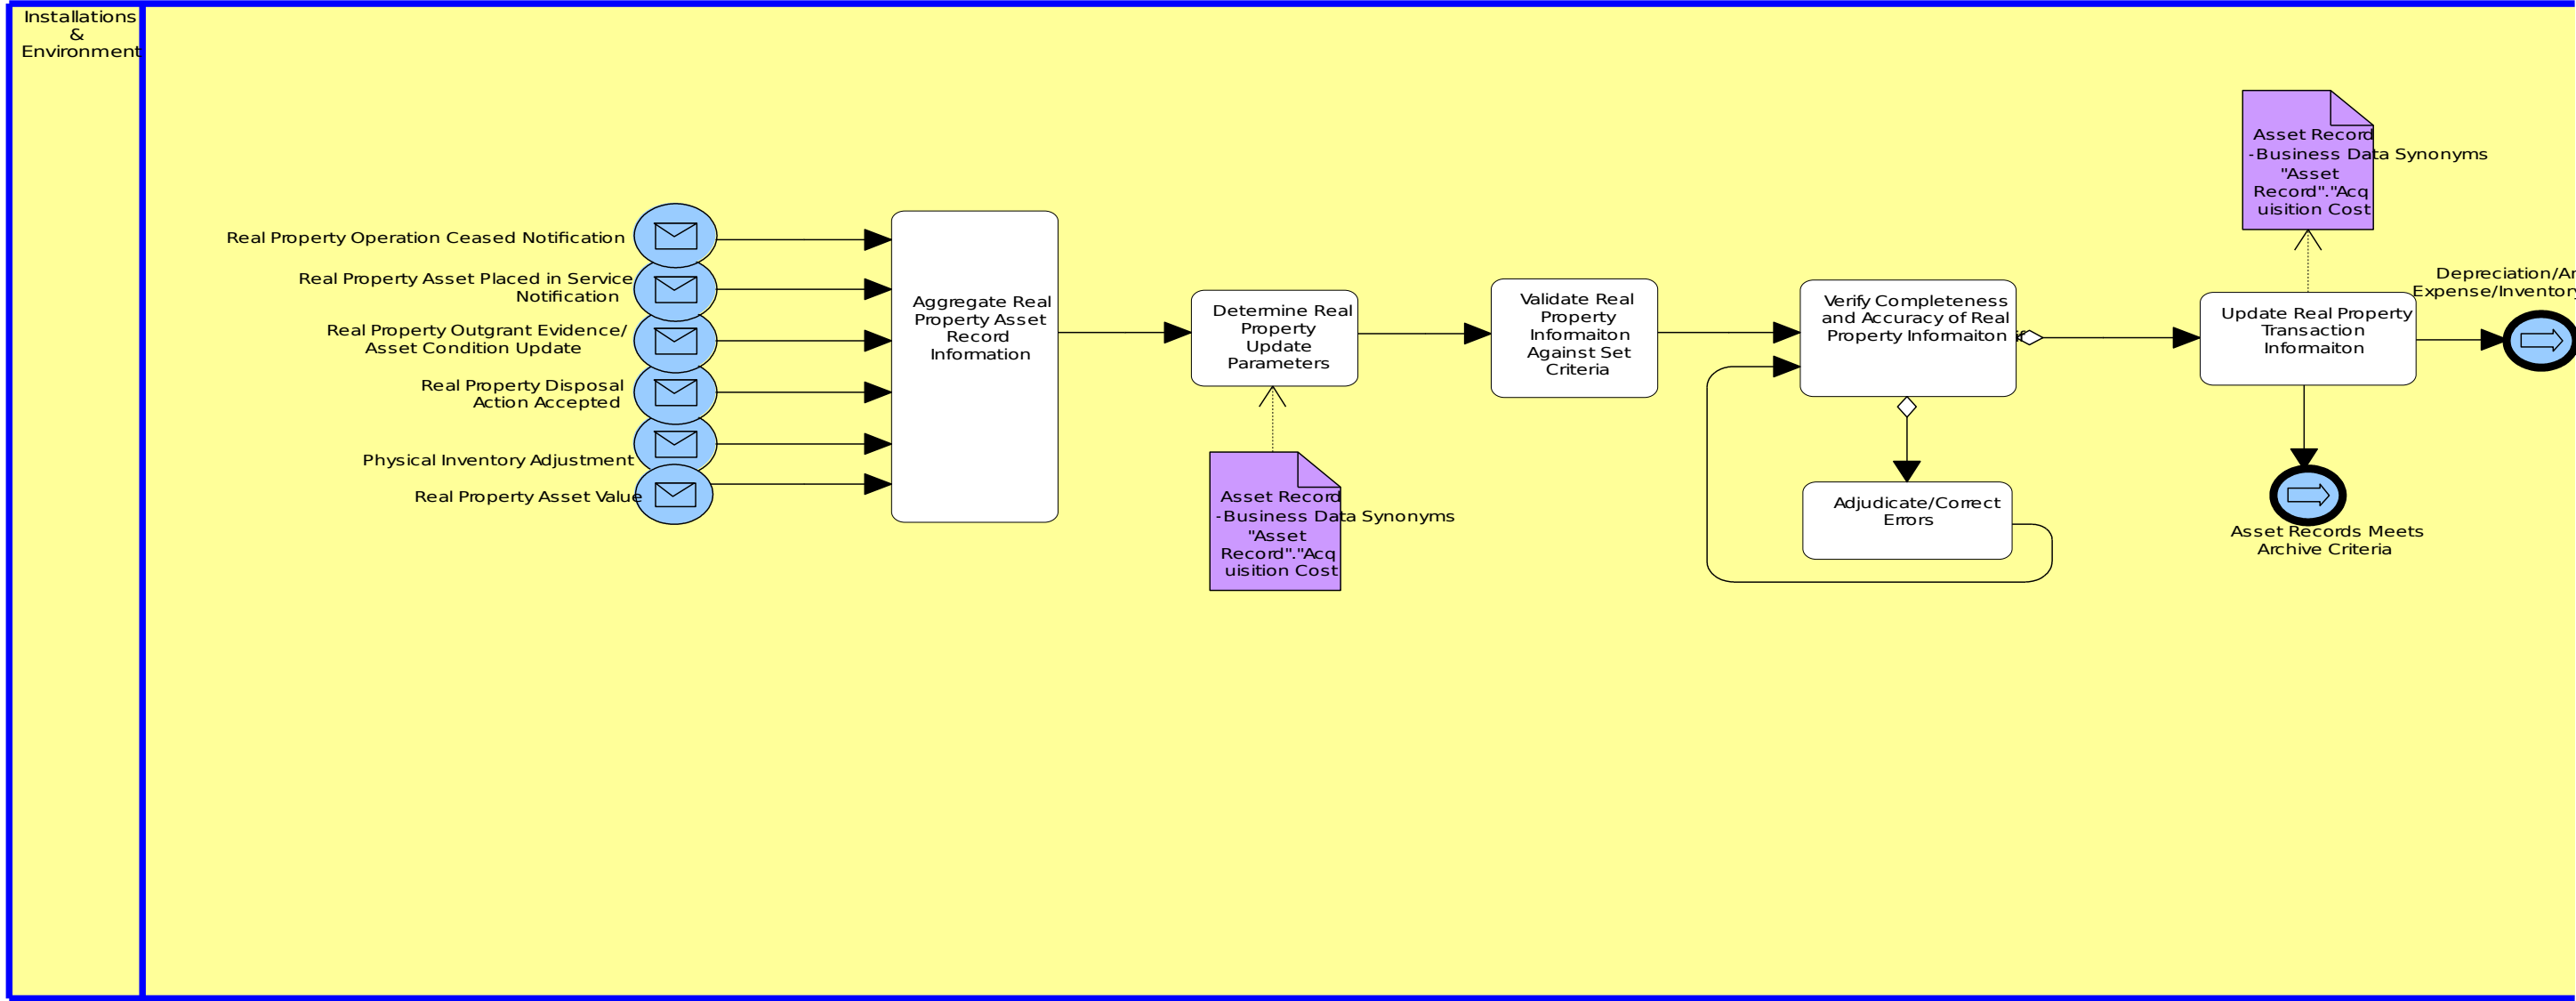 Installations
&
Environment
Real Property Operation Ceased Notification
Real Property Asset Placed in Service
Notification
Real Property Outgrant Evidence/
Asset Condition Update
Real Property Disposal
Action Accepted
Physical Inventory Adjustment
Real Property Asset Value
Aggregate Real
Property Asset
Record
Information
Determine Real
Property
Update
Parameters
Asset Record
-Business Data Synonyms
"Asset
Record"."Acq
uisition Cost
Validate Real
Property
Informaiton
Against Set
Criteria
Verify Completeness
and Accuracy of Real
Property Informaiton
Adjudicate/Correct
Errors
Asset Record
-Business Data Synonyms
"Asset
Record"."Acq
uisition Cost
Update Real Property
Transaction
Informaiton
Depreciation/
Expense/Inventory
Asset Records Meets
Archive Criteria